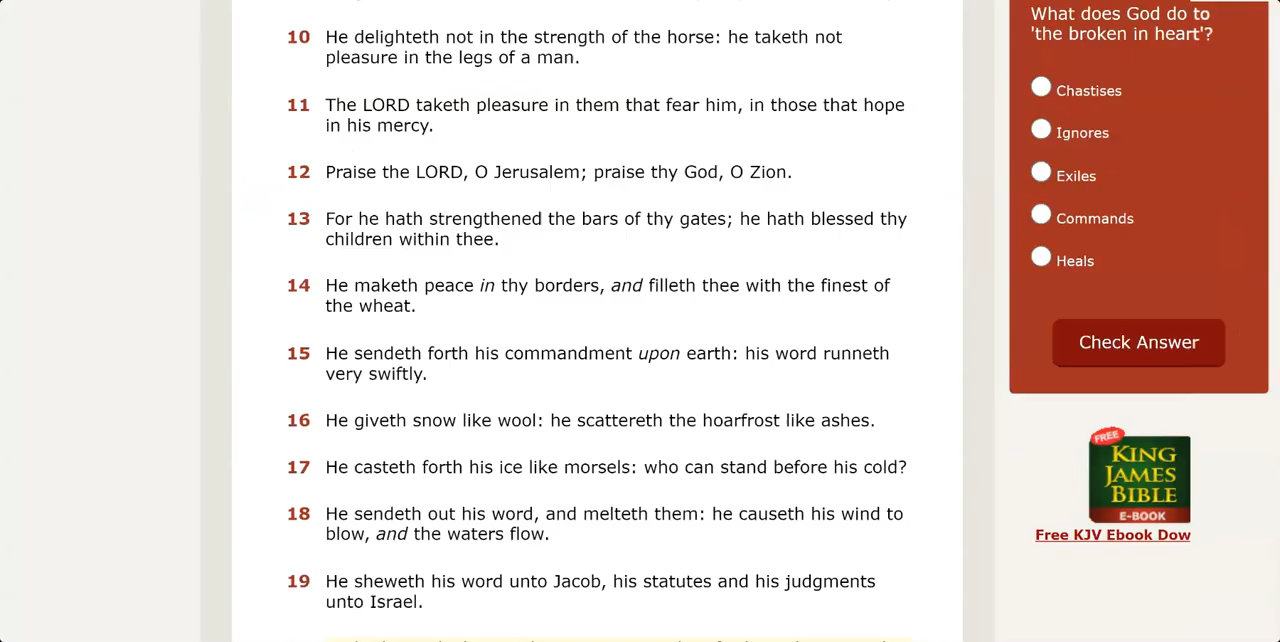 10 He delighteth not in the strength of the horse: he taketh not
pleasure in the legs of a man.
11 The LORD taketh pleasure in them that fear him, in those that hope
in his mercy.
12 Praise the LORD, O Jerusalem; praise thy God, O Zion.
13 For he hath strengthened the bars of thy gates; he hath blessed thy
children within thee.
14 He maketh peace in thy borders, and filleth thee with the finest of
the wheat.
15 He sendeth forth his commandment upon earth: his word runneth
very swiftly.
16 He giveth snow like wool: he scattereth the hoarfrost like ashes.
17 He casteth forth his ice like morsels: who can stand before his cold?
18 He sendeth out his word, and melteth them: he causeth his wind to
blow, and the waters flow.
19 He sheweth his word unto Jacob, his statutes and his judgments
unto Israel.
What does God do to
'the broken in heart'?
Chastises
Ignores
Exiles
Commands
Heals
Check Answer
FREE
KING
JAMES
BIBLE
E-BOOK
Free KJV Ebook Dow